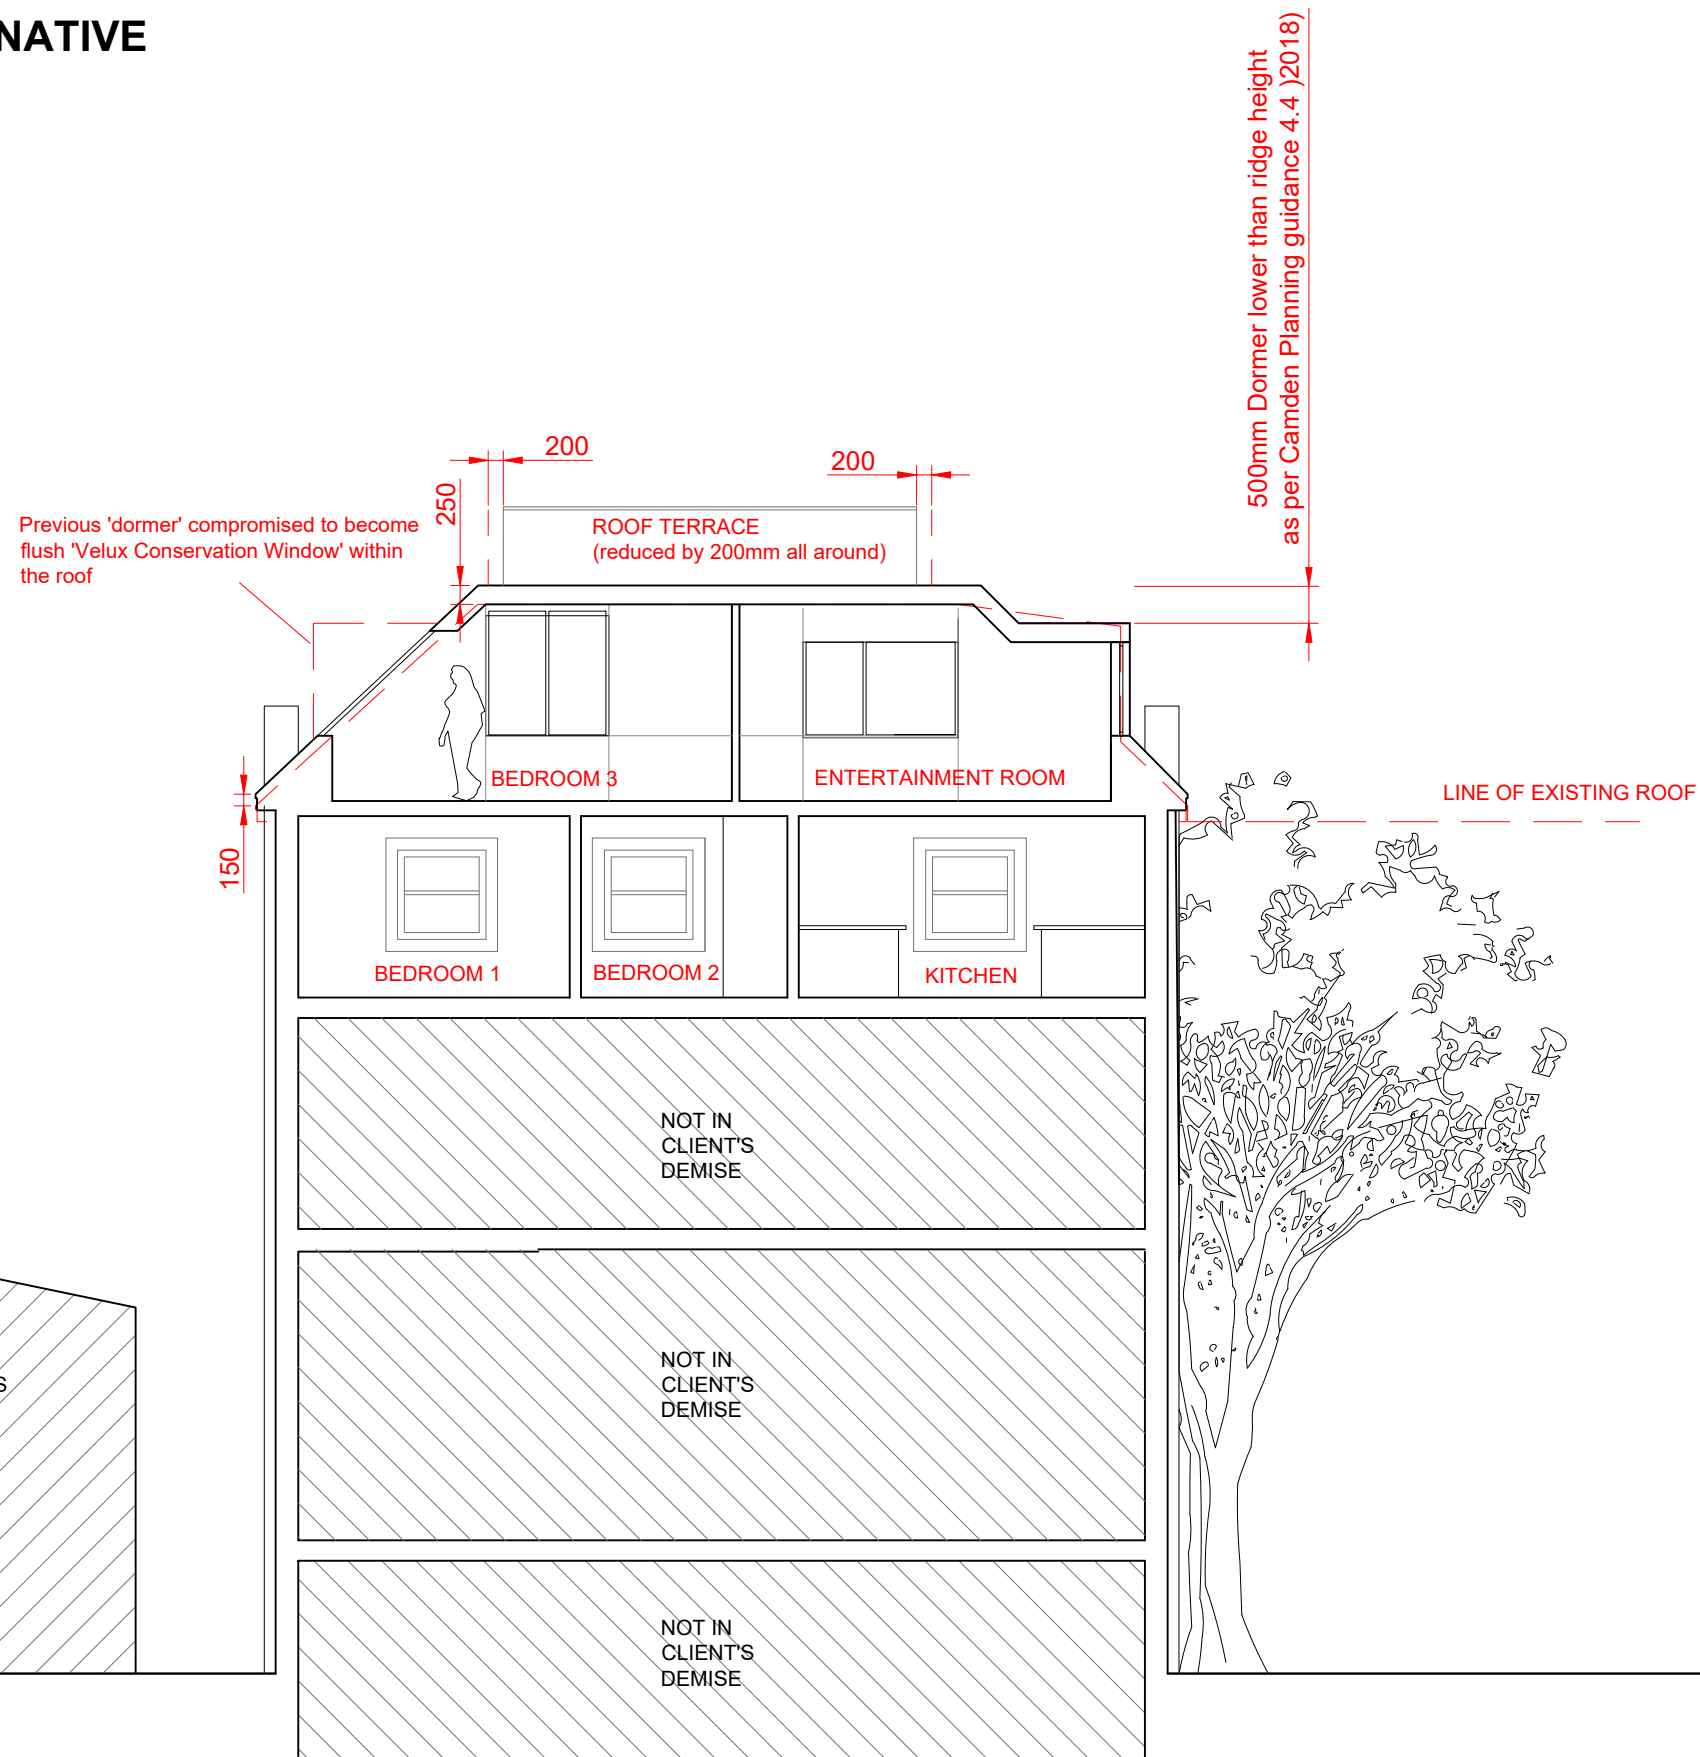 NATIVE
500mm Dormer lower than ridge height
as per Camden Planning guidance 4.4 )2018)
200
200
250
Previous 'dormer' compromised to become
flush 'Velux Conservation Window' within
the roof
ROOF TERRACE
(reduced by 200mm all around)
BEDROOM 3
ENTERTAINMENT ROOM
LINE OF EXISTING ROOF
150
BEDROOM 1
BEDROOM 2
KITCHEN
NOT IN
CLIENT'S
DEMISE
NOT IN
CLIENT'S
DEMISE
S
NOT IN
CLIENT'S
DEMISE